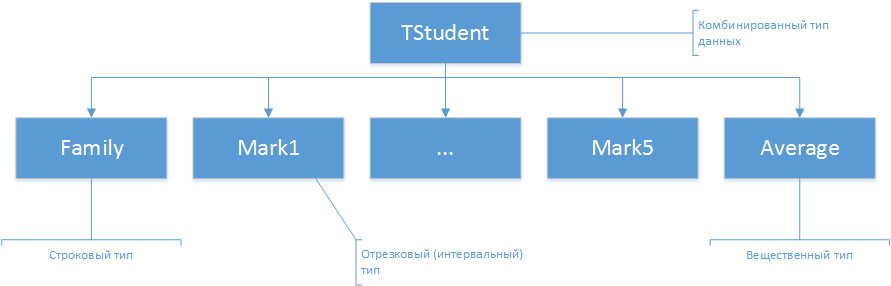 TStudent
Комбинированный тип
данных
Family
Mark1
...
Mark5
Average
Строковый тип
Отрезковый (интервальный)
тип
Вещественный тип